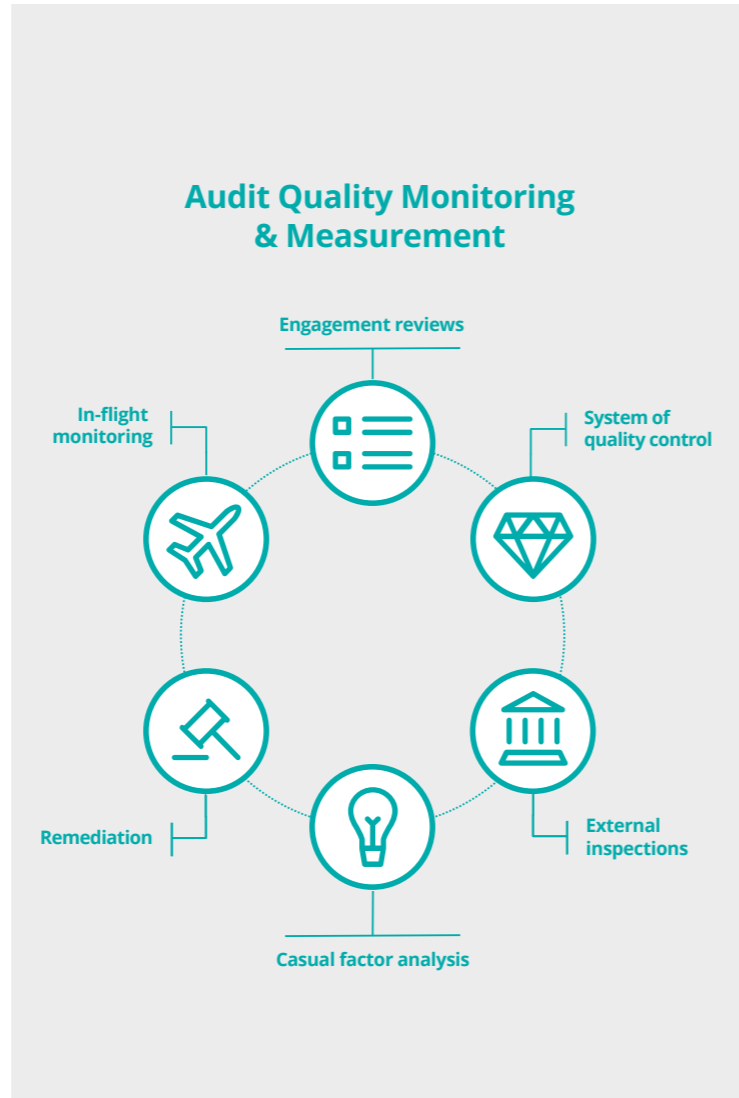 Audit Quality Monitoring
& Measurement
Engagement reviews
In-flight
monitoring
System of
quality control
Remediation
External
inspections
Casual factor analysis